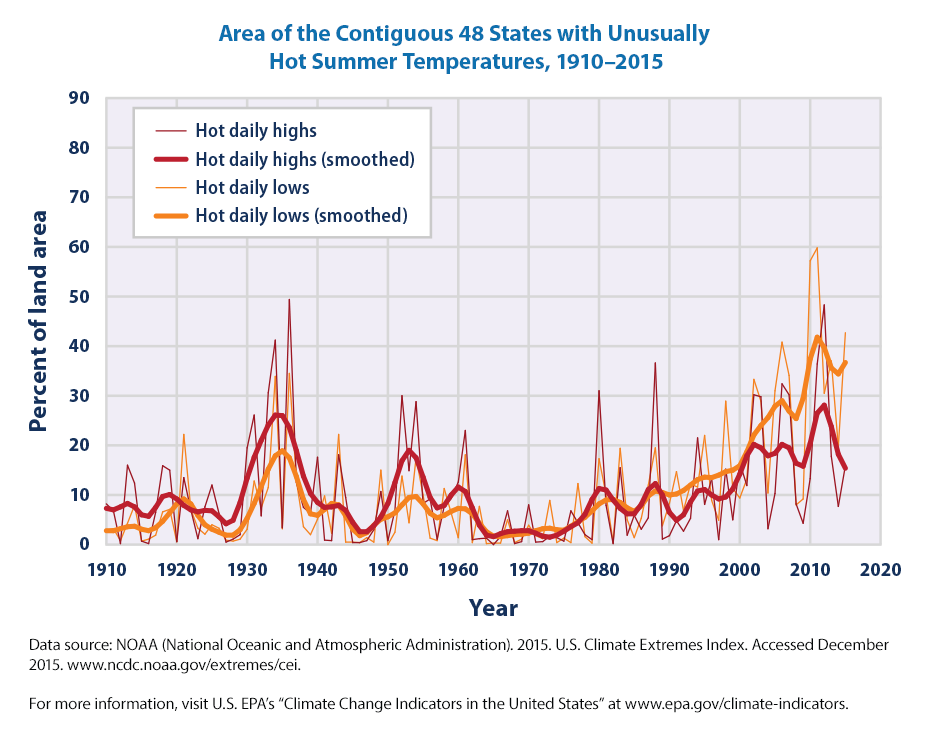 Area of the Contiguous 48 States with Unusually
Hot Summer Temperatures, 1910–2015
90
80
70
60
50
40
30
20
10
0
Hot daily highs
Hot daily highs (smoothed)
Hot daily lows
Hot daily lows (smoothed)
Percent of land area
1910 1920 1930 1940 1950 1960 1970 1980 1990 2000 2010 2020
Year
Data source: NOAA (National Oceanic and Atmospheric Administration). 2015. U.S. Climate Extremes Index. Accessed December
2015. www.ncdc.noaa.gov/extremes/cei.
For more information, visit U.S. EPA’s “Climate Change Indicators in the United States” at www.epa.gov/climate-indicators.